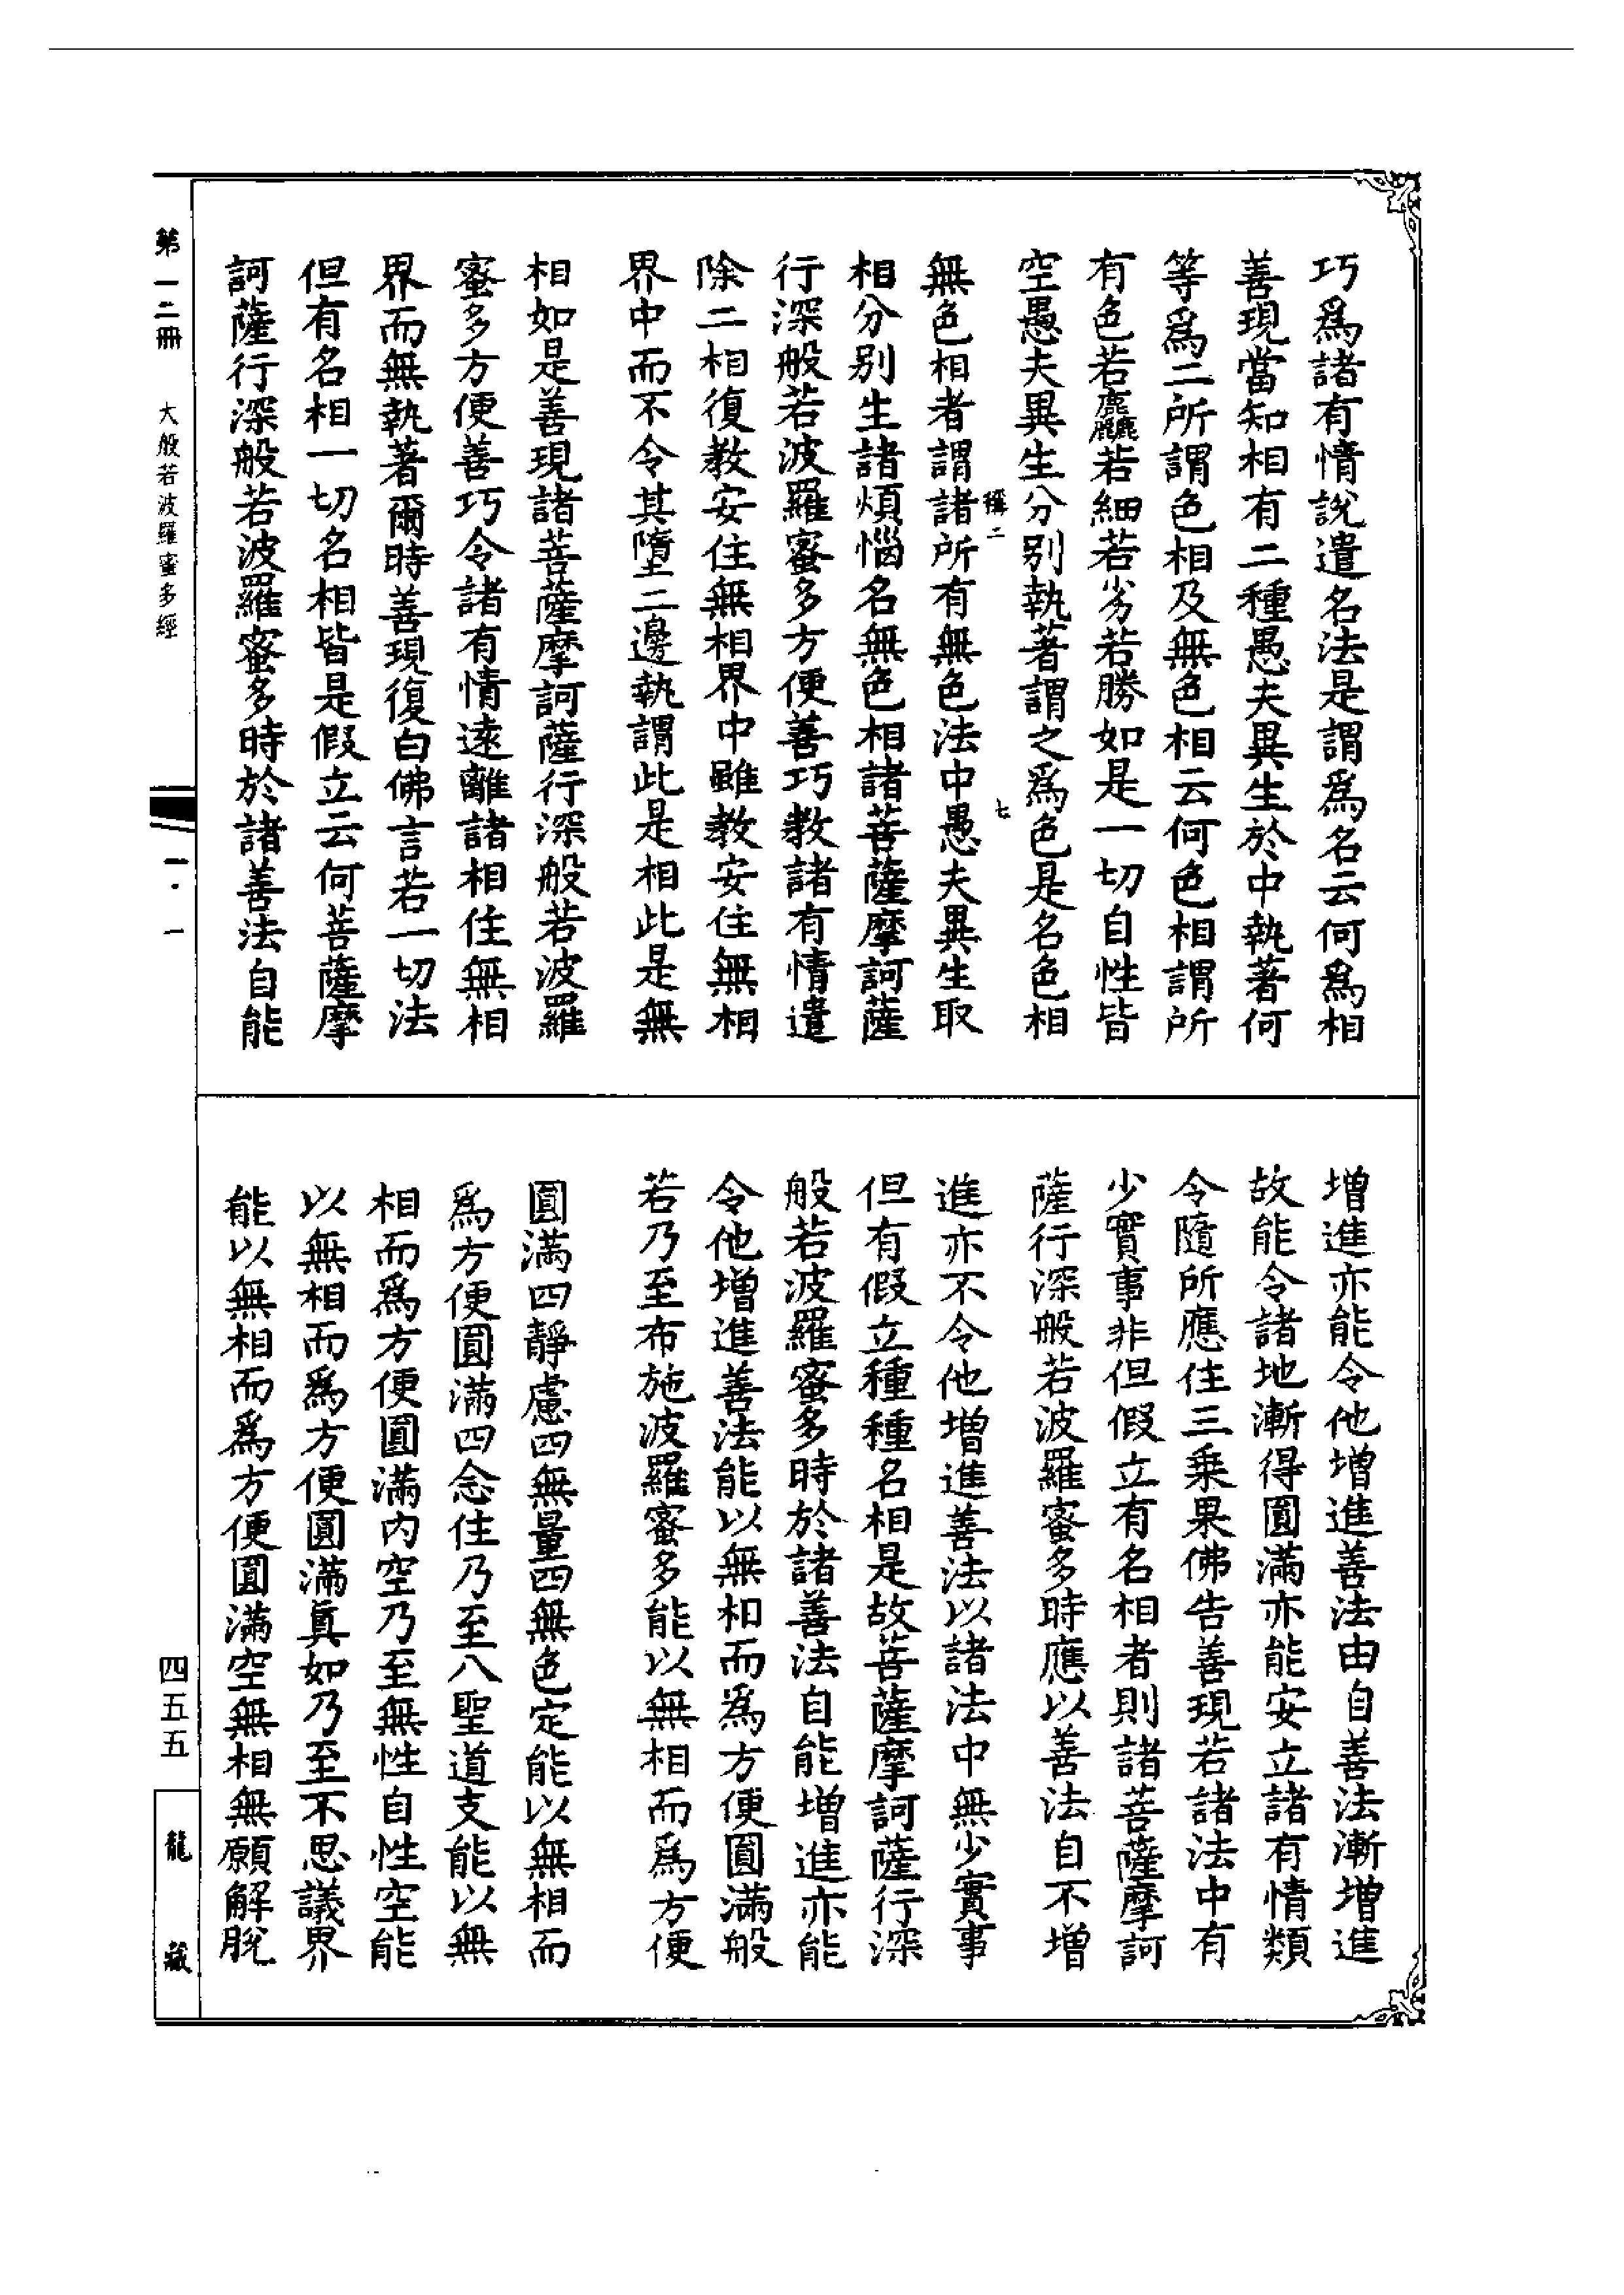 巧爲諸有情説遣名法是謂爲名云何爲相
善現當知相有二種愚夫異生於中執著何
等爲二所謂色相及無色相云何色相謂所
有色若麤若細若劣若勝如是一切自性皆
空愚夫異生分別執著謂之爲色是名色相
七
無色相者謂諸所有無色法中愚夫異生取
相分別生諸煩惱名無色相諸菩薩摩訶薩
行深般若波羅蜜多方便善巧教諸有情遣
除二相復教安住無相界中雖教安住無相
界中而不令其墮二邊執謂此是相此是無
相如是善現諸菩薩摩訶薩行深般若波羅
蜜多方便善巧令諸有情遠離諸相住無相
界而無執著爾時善現復白佛言若一切法
但有名相一切名相皆是假立云何菩薩摩
訶薩行深般若波羅蜜多時於諸善法自能
增進亦能令他增進善法由自善法漸增進
故能令諸地漸得圓滿亦能安立諸有情類
令隨所應住三乘果佛告善現若諸法中有
少實事非但假立有名相者則諸菩薩摩訶
薩行深般若波羅蜜多時應以善法自不增
進亦不令他增進善法以諸法中無少實事
但有假立種種名相是故菩薩摩訶薩行深
般若波羅蜜多時於諸善法自能增進亦能
令他增進善法能以無相而爲方便圓滿般
若乃至布施波羅蜜多能以無相而爲方便
圓滿四靜慮四無量四無色定能以無相而
爲方便圓滿四念住乃至八聖道支能以無
相而爲方便圓滿内空乃至無性自性空能
以無相而爲方便圓滿眞如乃至不思議界
能以無相而爲方便圓滿空無相無願解脱
第一二冊 大般若波羅蜜多經
一·一
四五五
龍藏